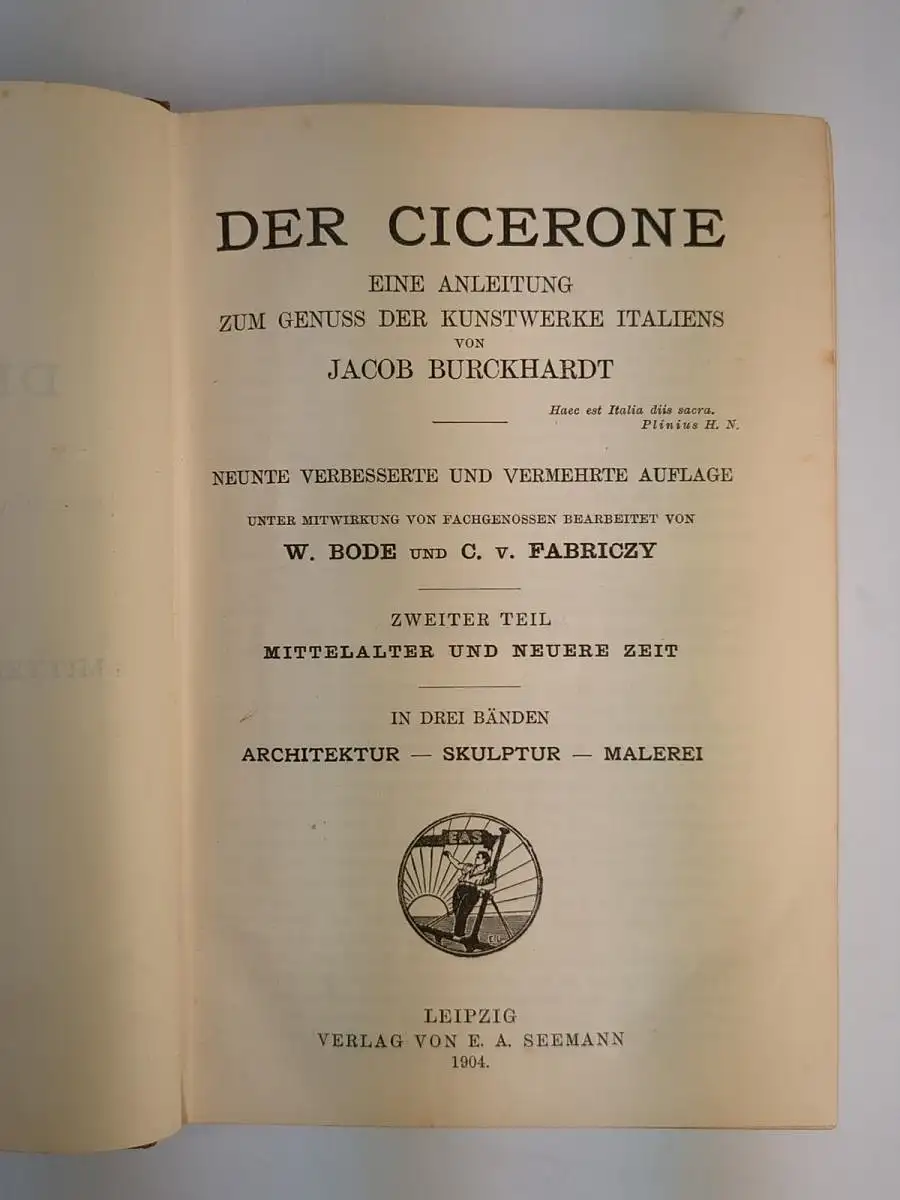 DER CICERONE
EINE ANLEITUNG
ZUM GENUSS DER KUNSTWERKE ITALIENS
VON
JACOB BURCKHARDT
Haec est Italia diis sacra.
Plinius H. N.
NEUNTE VERBESSERTE UND VERMEHRTE AUFLAGE
UNTER MITWIRKUNG VON FACHGENOSSEN BEARBEITET VON
W. BODE UND C. V. FABRICZY
ZWEITER TEIL
MITTELALTER UND NEUERE ZEIT
IN DREI BÄNDEN
ARCHITEKTUR — SKULPTUR — MALEREI
EAS
LEIPZIG
VERLAG VON E. A. SEEMANN
1904.